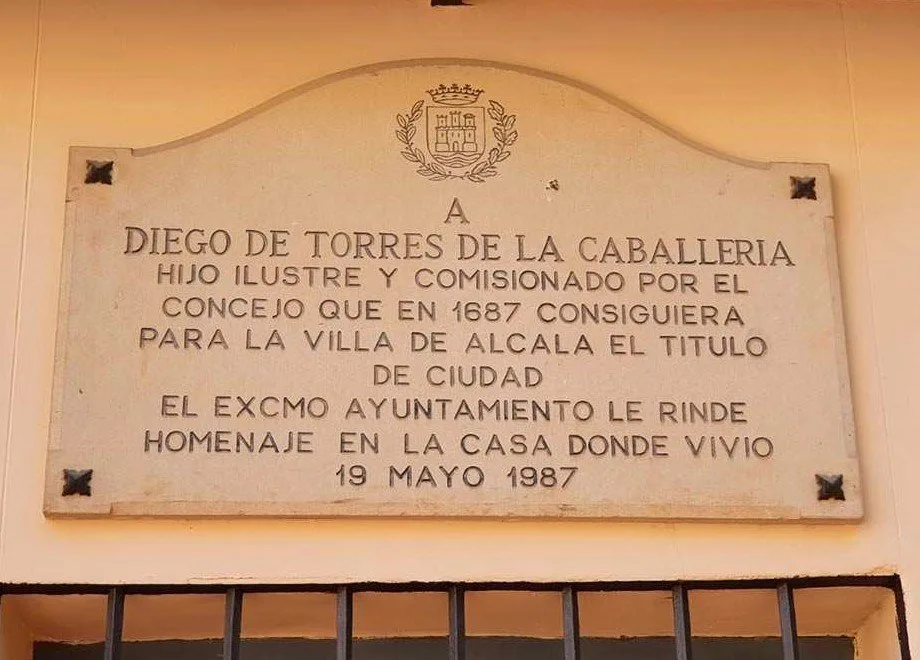 A
DIEGO DE TORRES DE LA CABALLERIA
HIJO ILUSTRE Y COMISIONADO POR EL
CONCEJO QUE EN 1687 CONSIGUIERA
PARA LA VILLA DE ALCALA EL TITULO
DE CIUDAD
EL EXCMO AYUNTAMIENTO LE RINDE
HOMENAJE EN LA CASA DONDE VIVIO
19 MAYO 1987